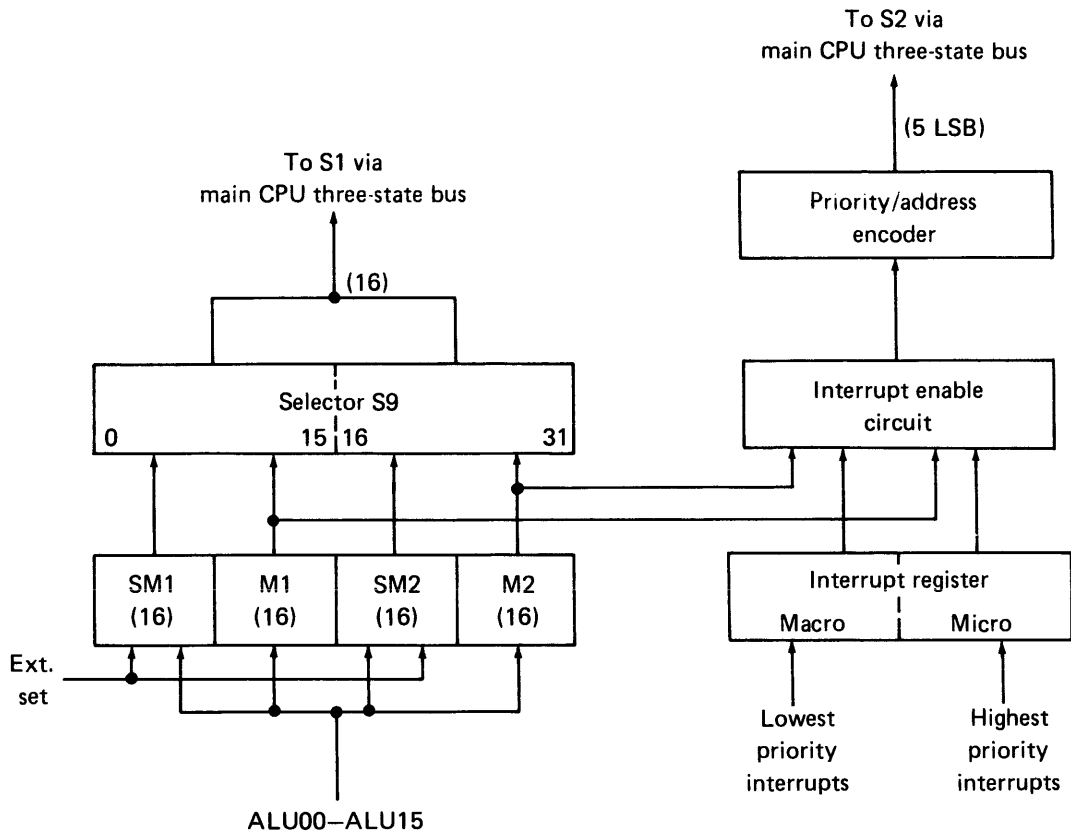 To S2 via
main CPU three-state bus
(5 LSB)
To S1 via
main CPU three-state bus
Priority/address
encoder
(16)
Selector S9
0 15 16 31
Interrupt enable
circuit
SM1 M1 SM2 M2
(16) (16) (16) (16)
Interrupt register
Macro Micro
Ext.
set
Lowest
priority
interrupts
Highest
priority
interrupts
ALU00–ALU15